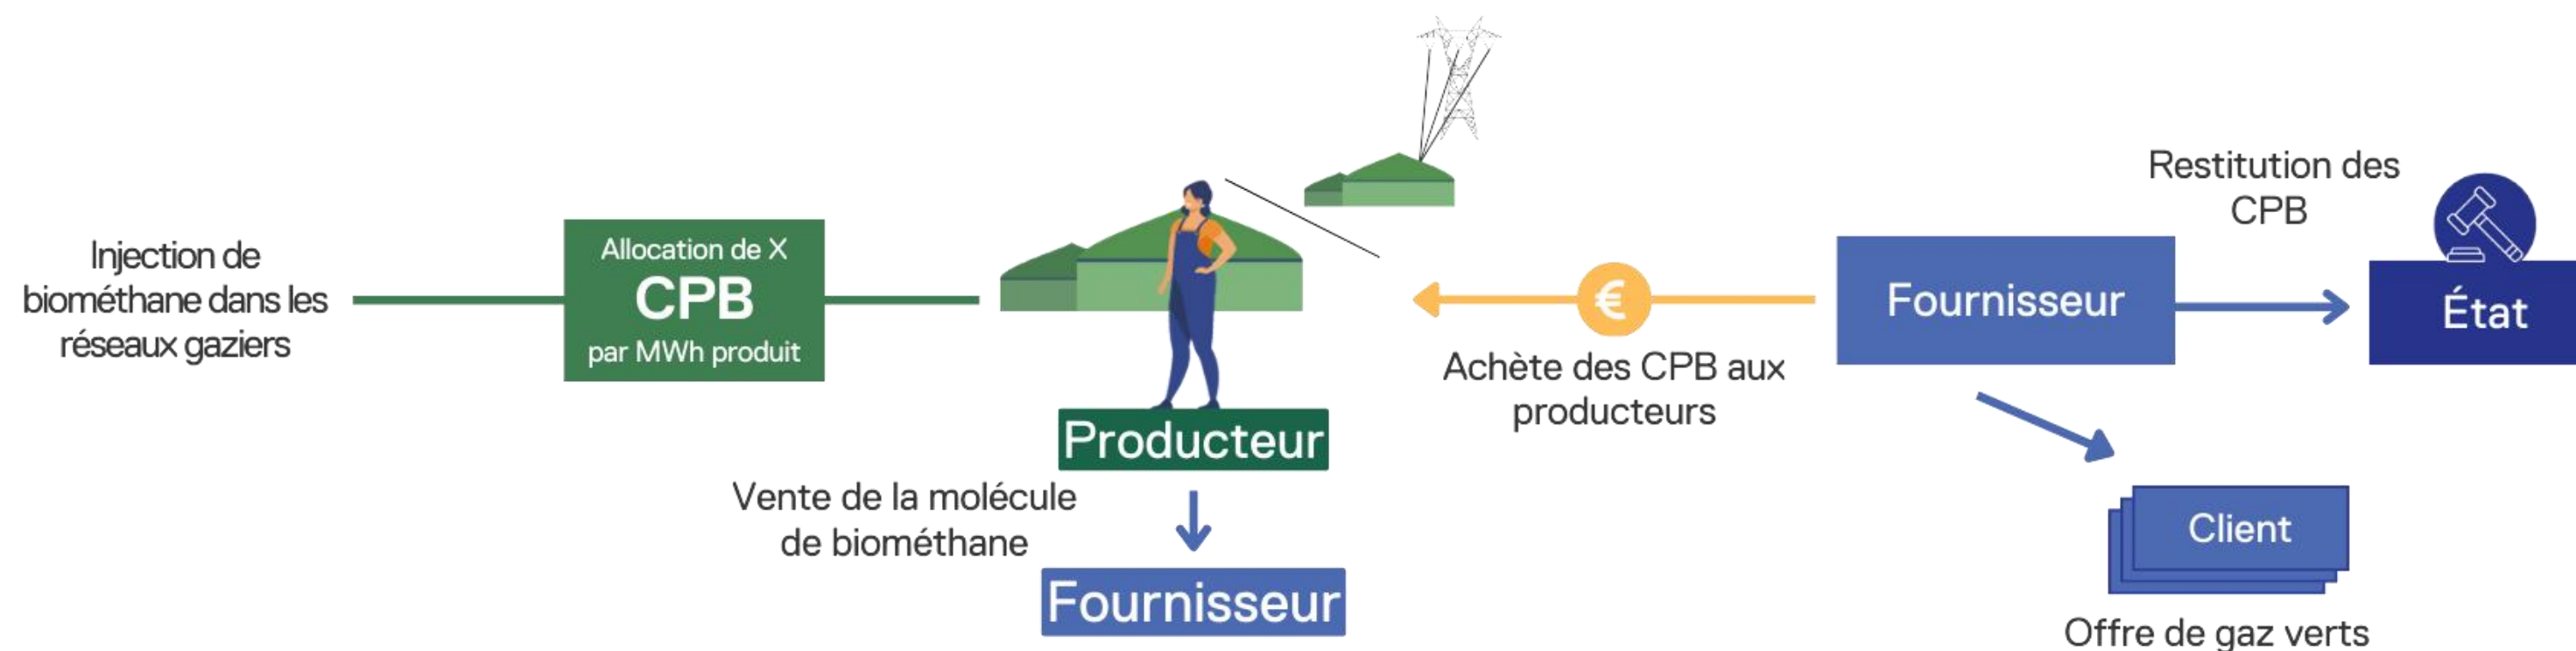 Injection de
biométhane dans les
réseaux gaziers
Allocation de X
CPB
par MWh produit
Producteur
Vente de la molécule
de biométhane
Fournisseur
€
Achète des CPB aux
producteurs
Fournisseur
Restitution des
CPB
État
Client
Offre de gaz verts